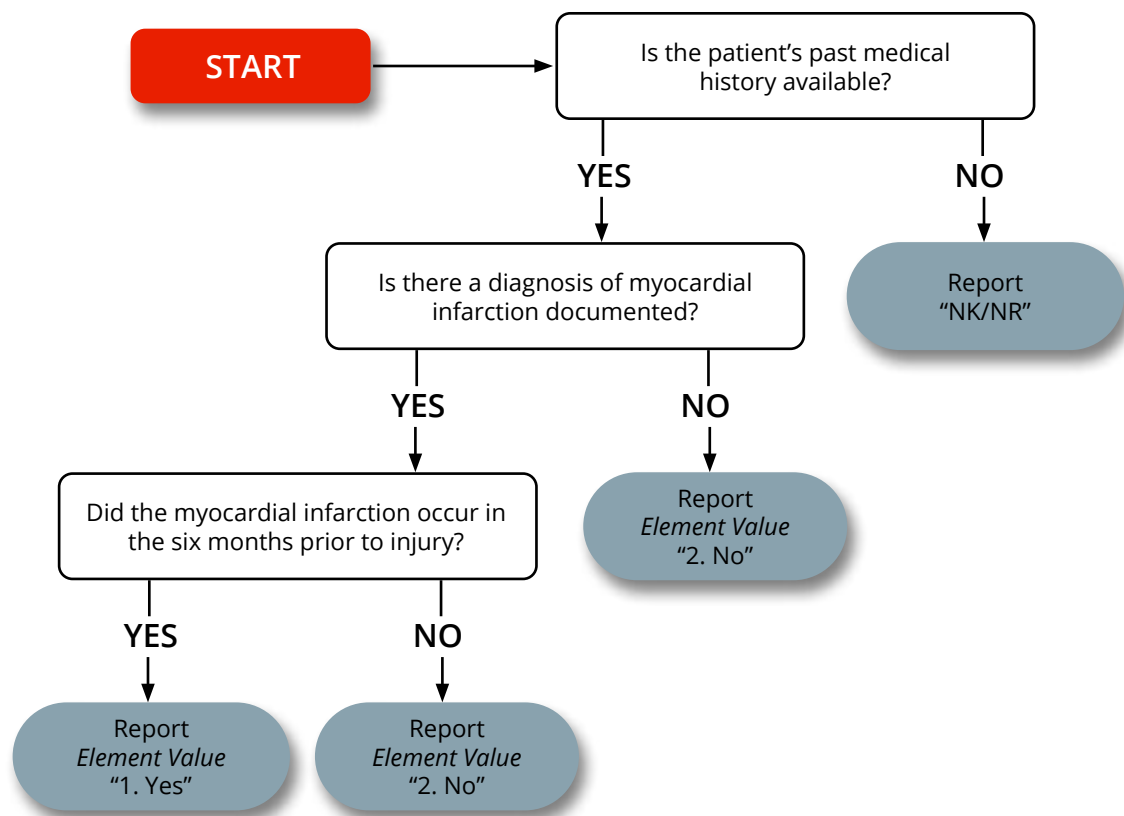 START
Is the patient’s past medical
history available?
YES
NO
Is there a diagnosis of myocardial
infarction documented?
Report
“NK/NR”
YES
NO
Did the myocardial infarction occur in
the six months prior to injury?
Report
Element Value
“2. No”
YES
NO
Report
Element Value
“1. Yes”
Report
Element Value
“2. No”